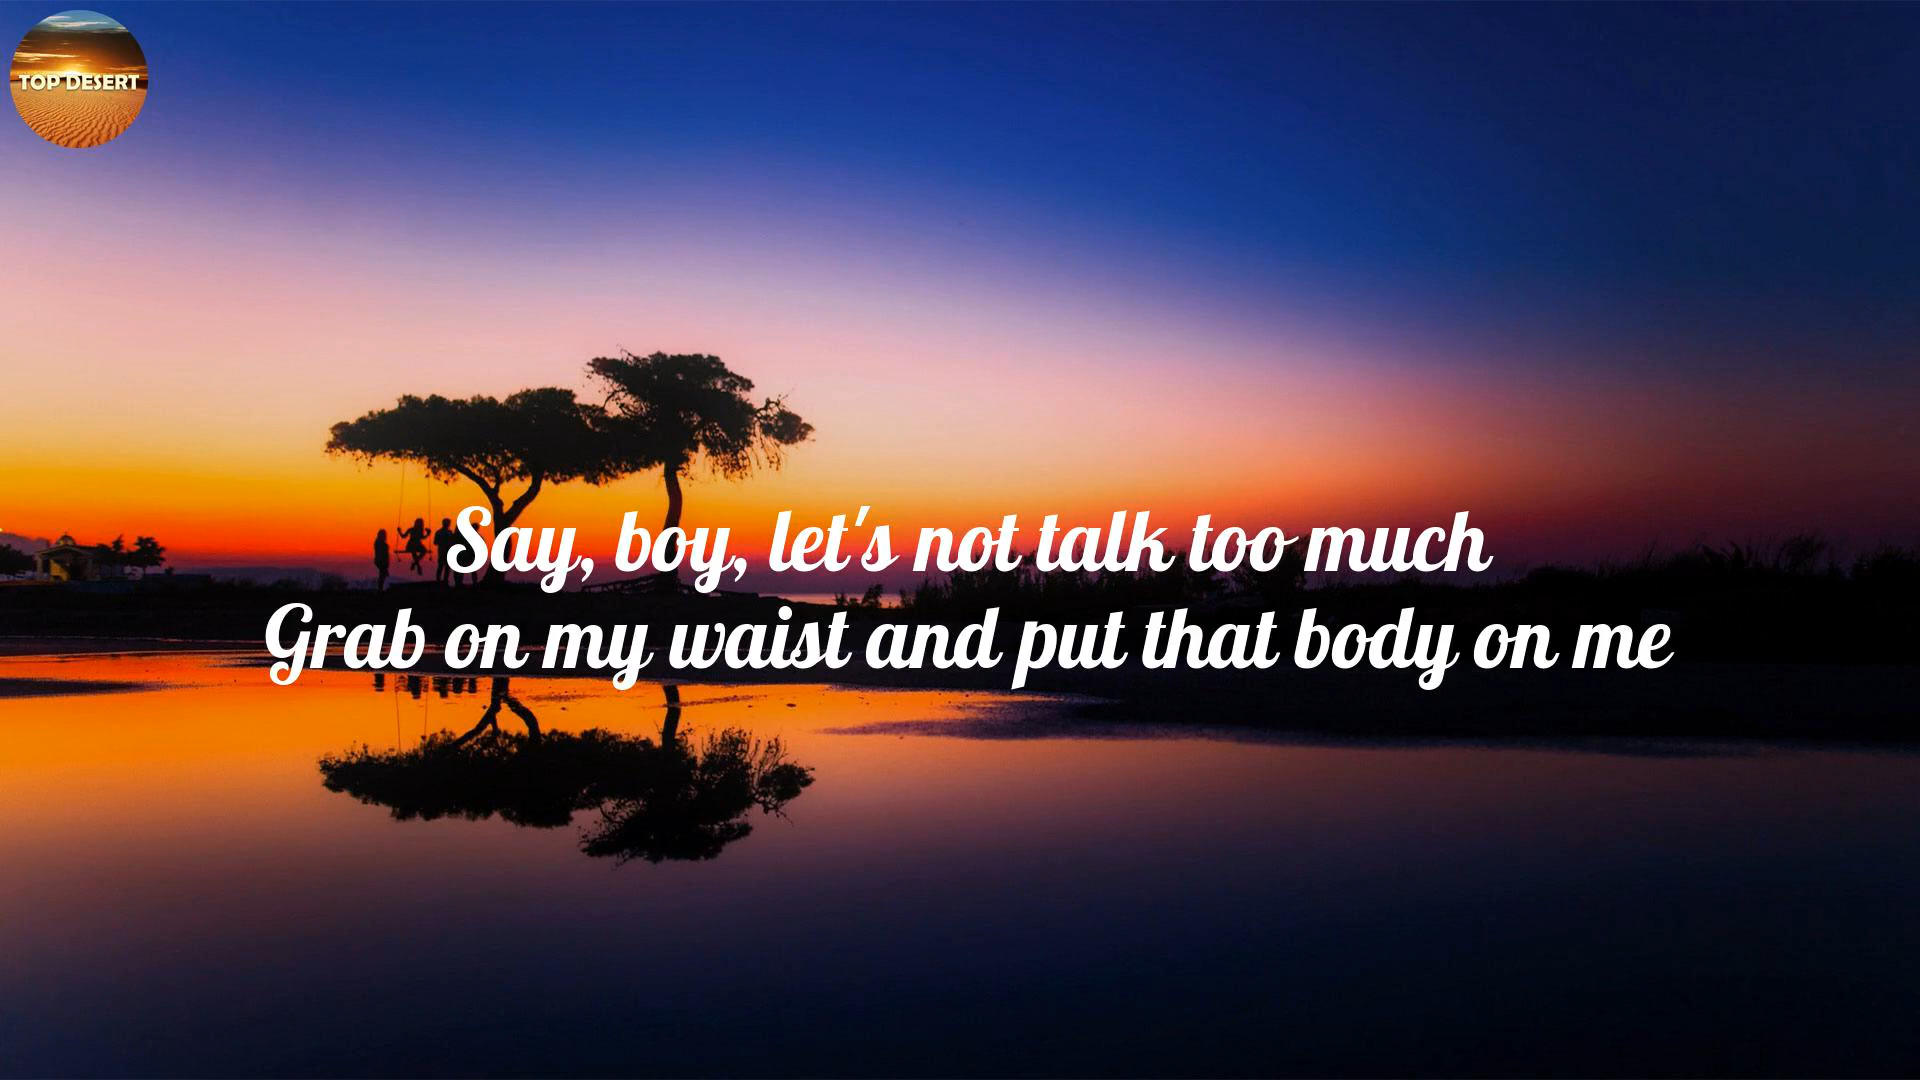 TOP DESERT
Say, boy, let's not talk too much
Grab on my waist and put that body on me